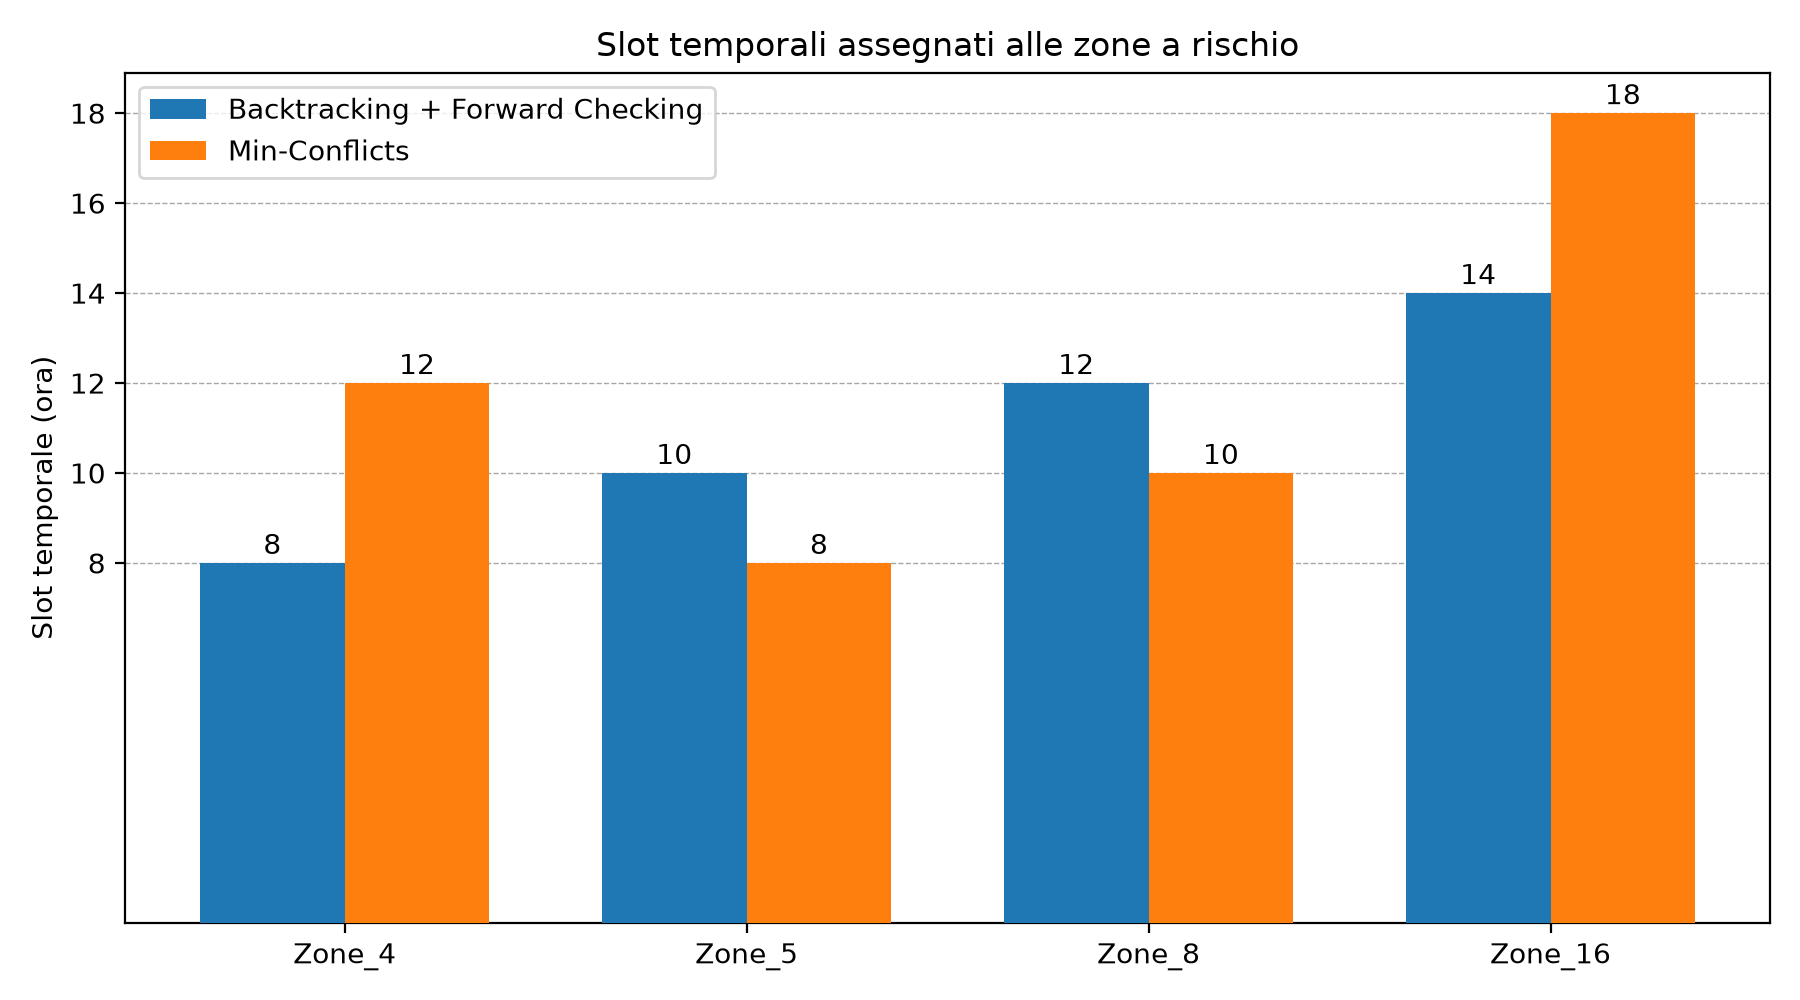 Slot temporali assegnati alle zone a rischio
Backtracking + Forward Checking
Min-Conflicts
Slot temporale (ora)
18
16
14
12
10
8
8
12
10
8
12
10
14
18
Zone_4
Zone_5
Zone_8
Zone_16